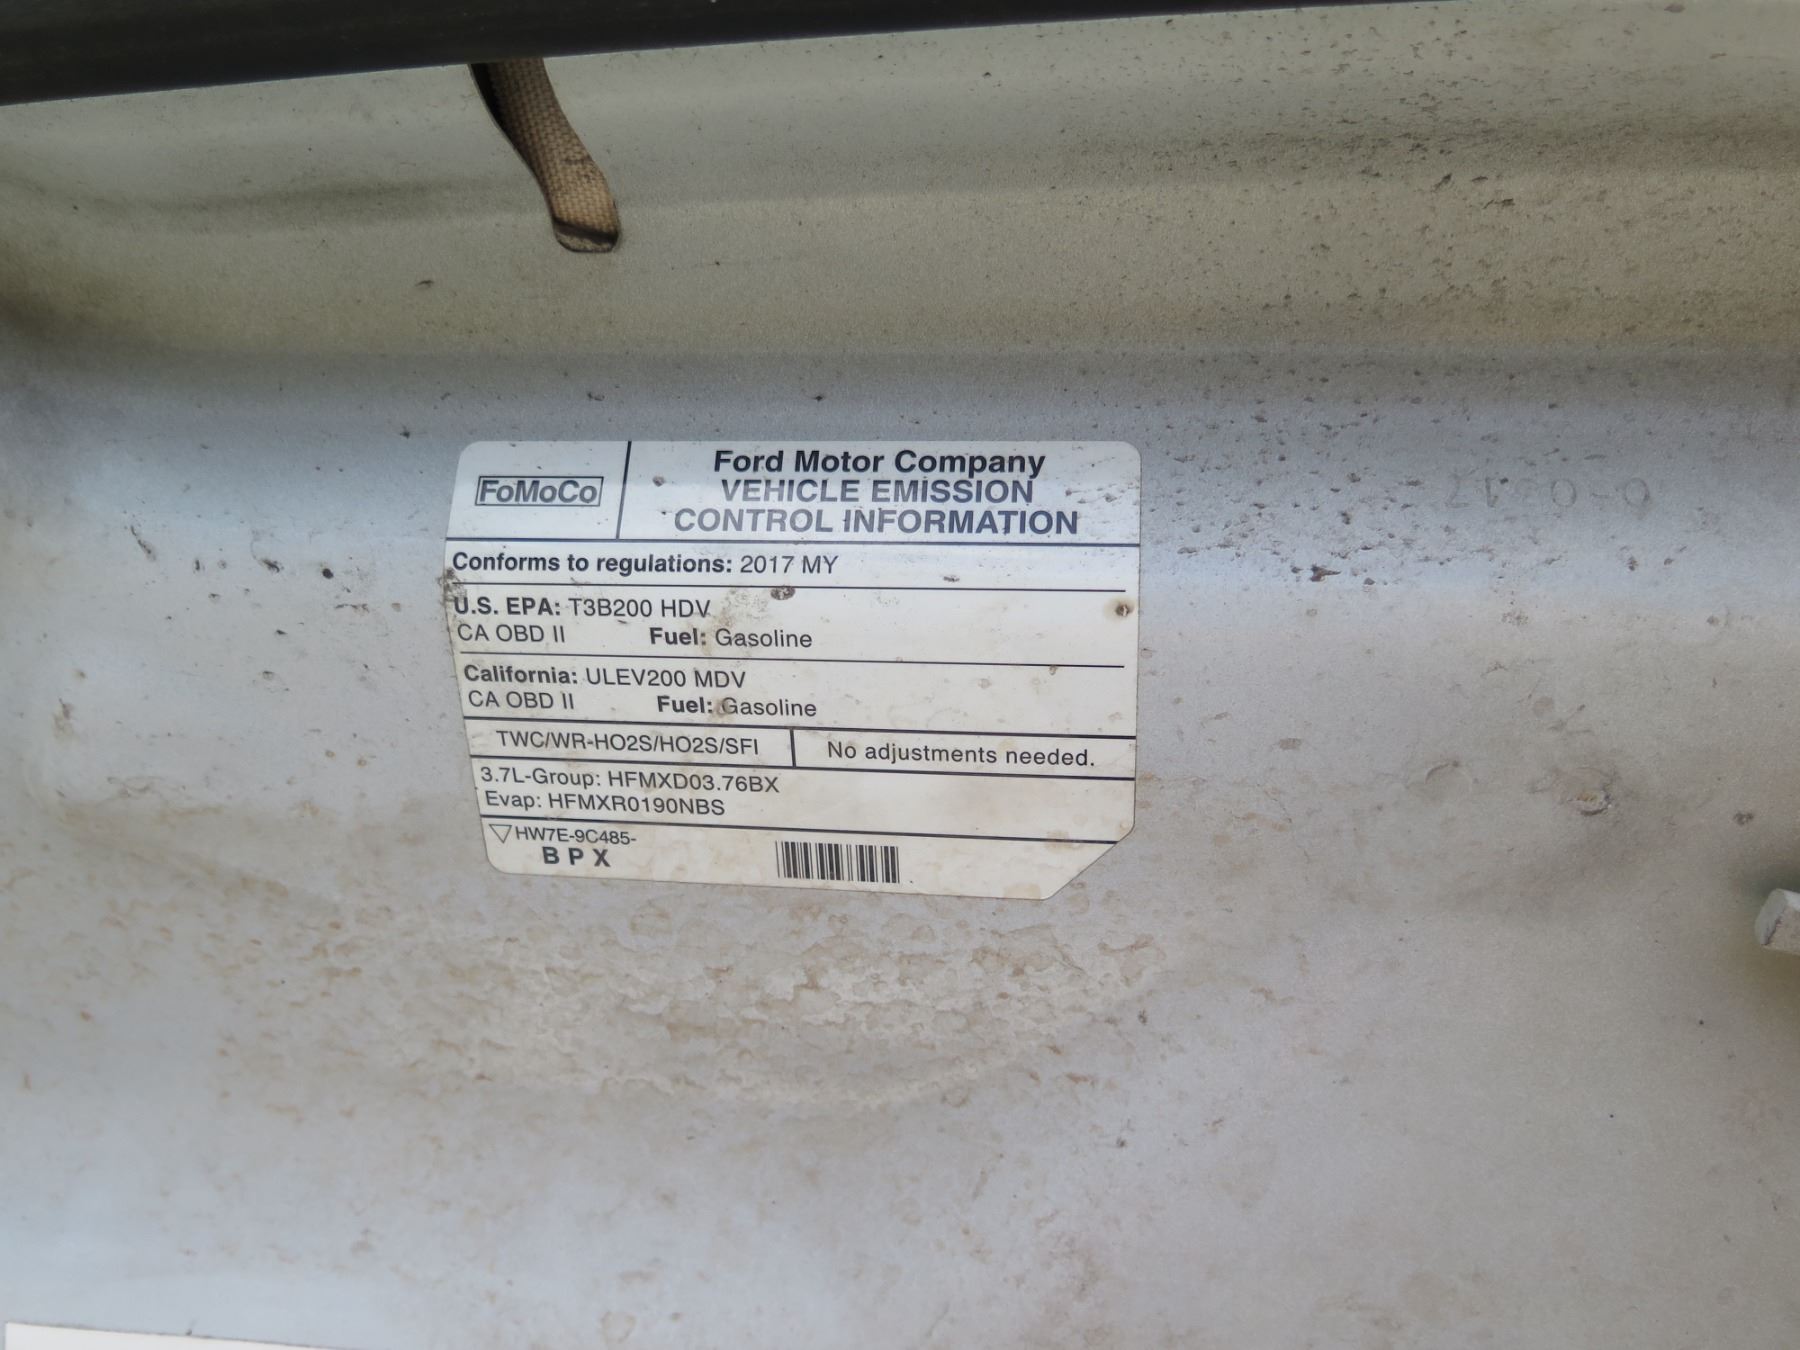 FoMoCo
Ford Motor Company
VEHICLE EMISSION
CONTROL INFORMATION
Conforms to regulations: 2017 MY
U.S. EPA: T3B200 HDV
CA OBD II Fuel: Gasoline
California: ULEV200 MDV
CA OBD II Fuel: Gasoline
TWC/WR-HO2S/HO2S/SFI No adjustments needed.
3.7L-Group: HFMXD03.76BX
Evap: HFMXR0190NBS
HW7E-9C485-
BPX